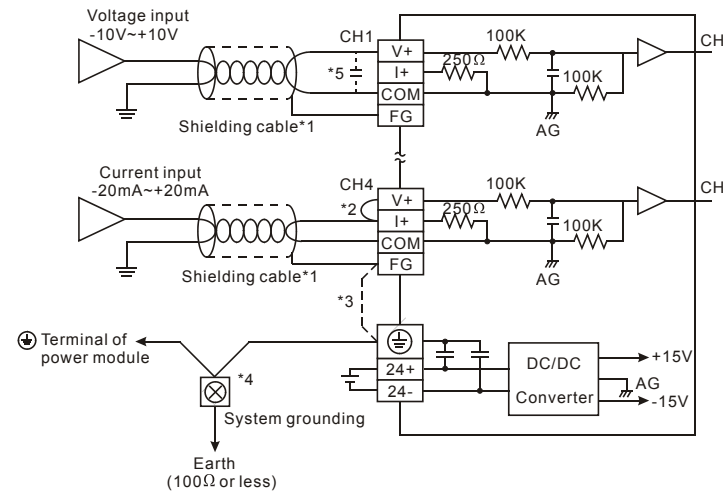 Voltage input
-10V~+10V
CH1
V+
100K
CH
*5
I+
250Ω
COM
100K
FG
AG
Shielding cable*1
Current input
-20mA~+20mA
CH4
V+
100K
CH
*2
I+
250Ω
COM
100K
FG
AG
Shielding cable*1
*3
Terminal of
power module
*4
24+
24-
DC/DC
Converter
+15V
AG
-15V
System grounding
Earth
(100Ω or less)